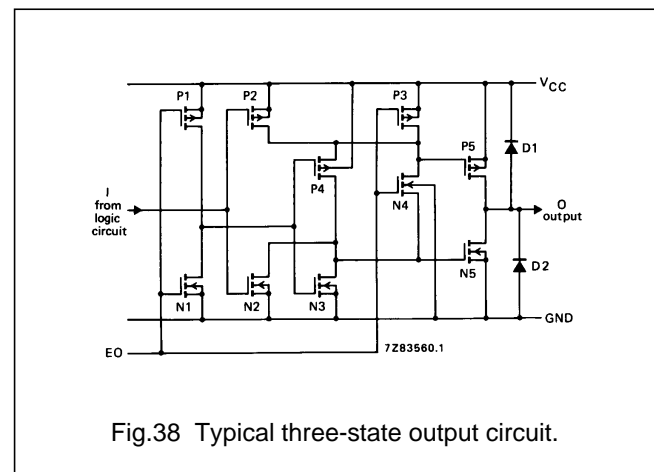 P1 P2 P3 VCC
P5 D1
P4
I
from
logic
circuit
N4
O
output
N1 N2 N3 N5 D2
GND
EO
7Z83560.1
Fig.38 Typical three-state output circuit.